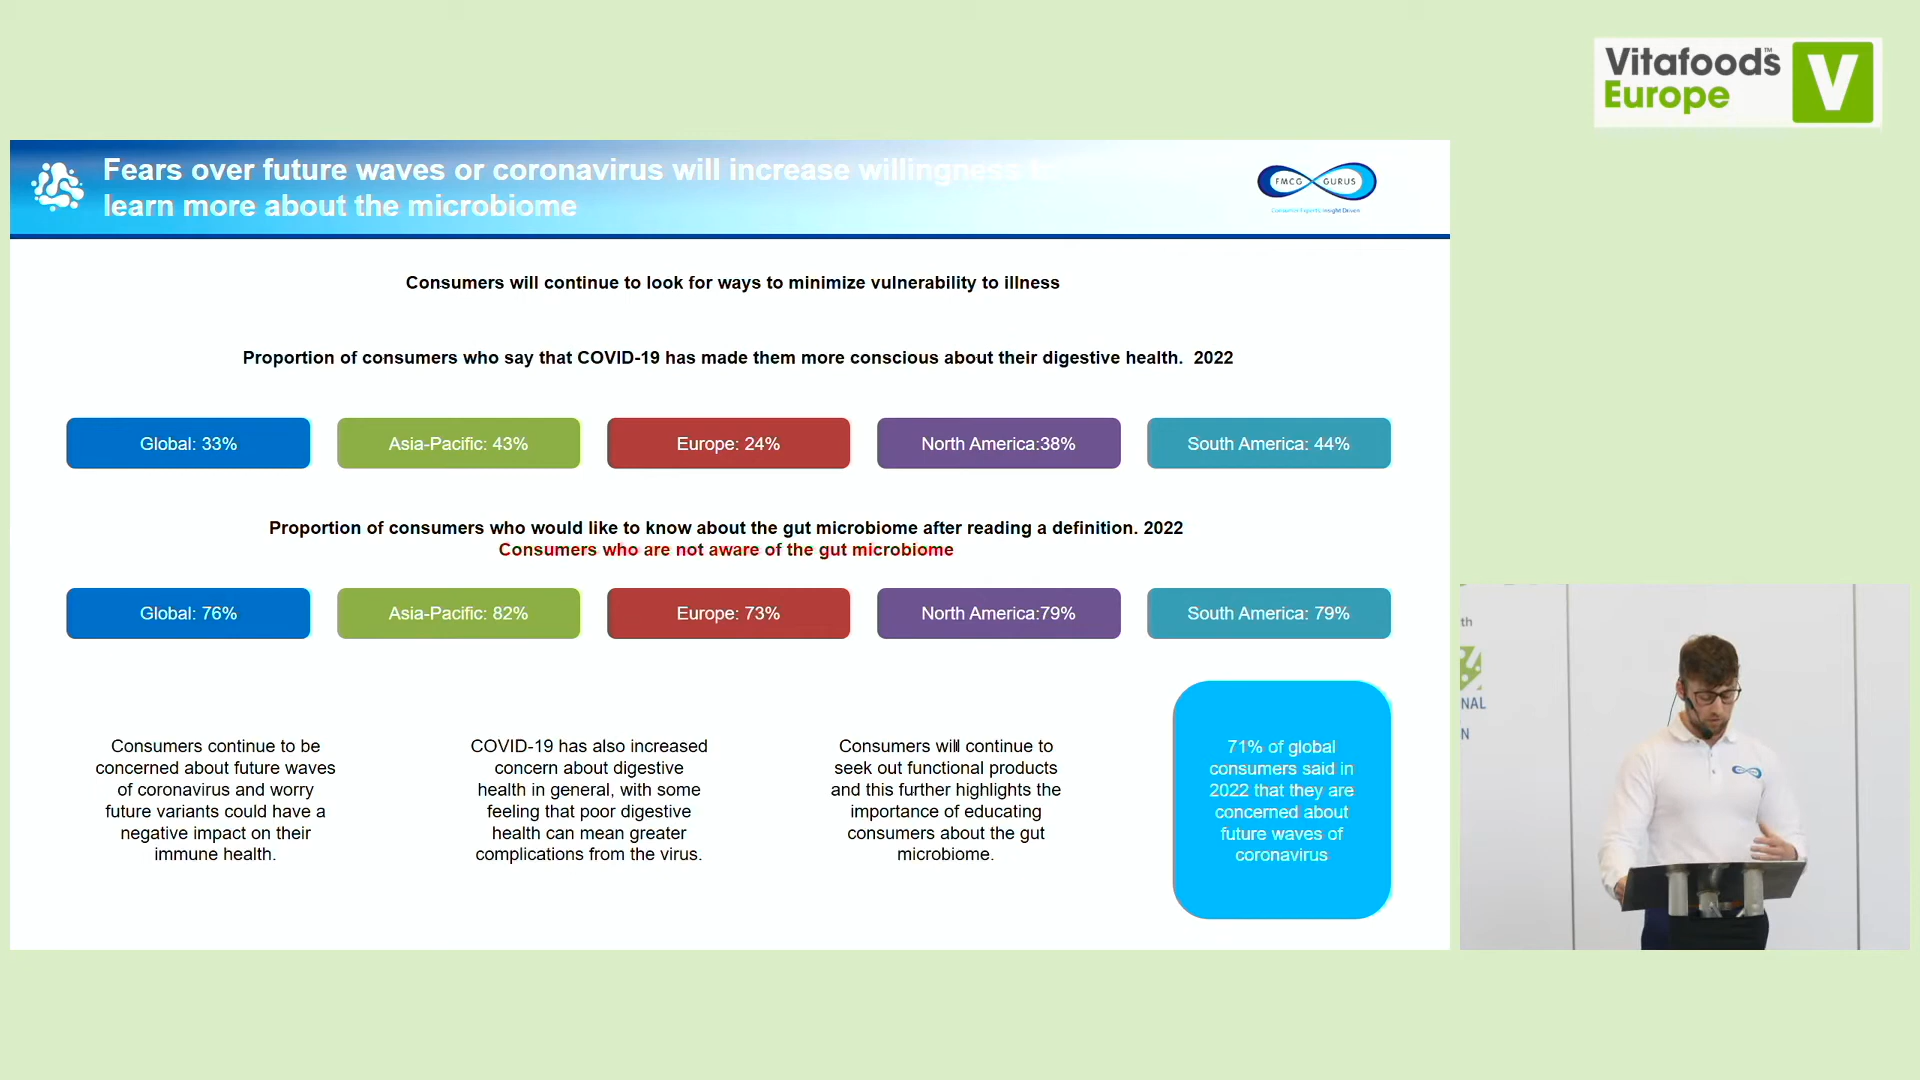 Vitafoods™
Europe
V
Fears over future waves or coronavirus will increase willingness to
learn more about the microbiome
FMCG GURUS
Consumer Experts Insight Driven
Consumers will continue to look for ways to minimize vulnerability to illness
Proportion of consumers who say that COVID-19 has made them more conscious about their digestive health.  2022
Global: 33%
Asia-Pacific: 43%
Europe: 24%
North America:38%
South America: 44%
Proportion of consumers who would like to know about the gut microbiome after reading a definition. 2022
Consumers who are not aware of the gut microbiome
Global: 76%
Asia-Pacific: 82%
Europe: 73%
North America:79%
South America: 79%
Consumers continue to be
concerned about future waves
of coronavirus and worry
future variants could have a
negative impact on their
immune health.
COVID-19 has also increased
concern about digestive
health in general, with some
feeling that poor digestive
health can mean greater
complications from the virus.
Consumers will continue to
seek out functional products
and this further highlights the
importance of educating
consumers about the gut
microbiome.
71% of global
consumers said in
2022 that they are
concerned about
future waves of
coronavirus
th
NAL
N